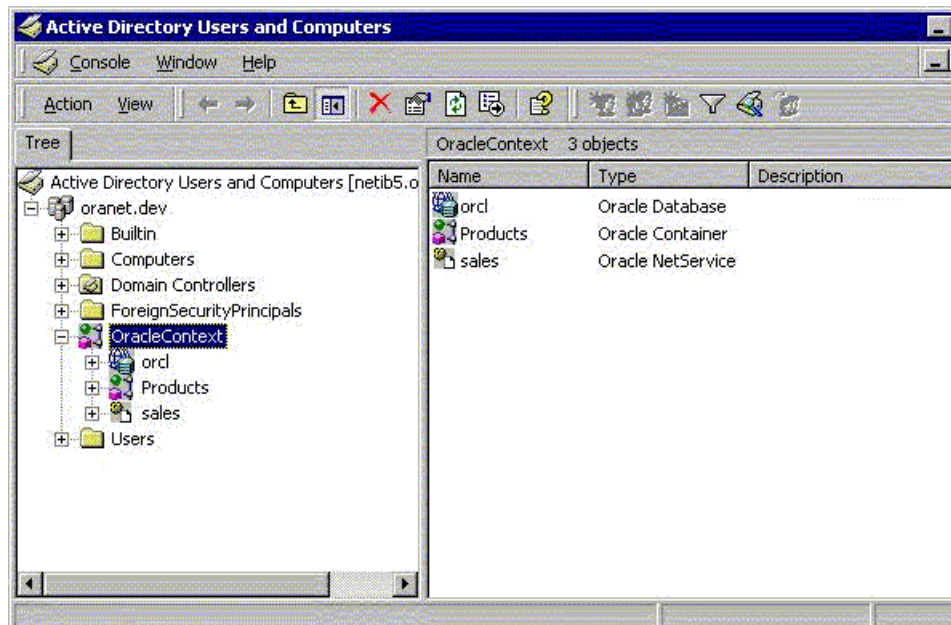 Active Directory Users and Computers
Console Window Help
Action View
Tree
OracleContext 3 objects
Active Directory Users and Computers [netib5.o
oranet.dev
Builtin
Computers
Domain Controllers
ForeignSecurityPrincipals
OracleContext
orcl
Products
sales
Users
Name Type Description
orcl Oracle Database
Products Oracle Container
sales Oracle NetService